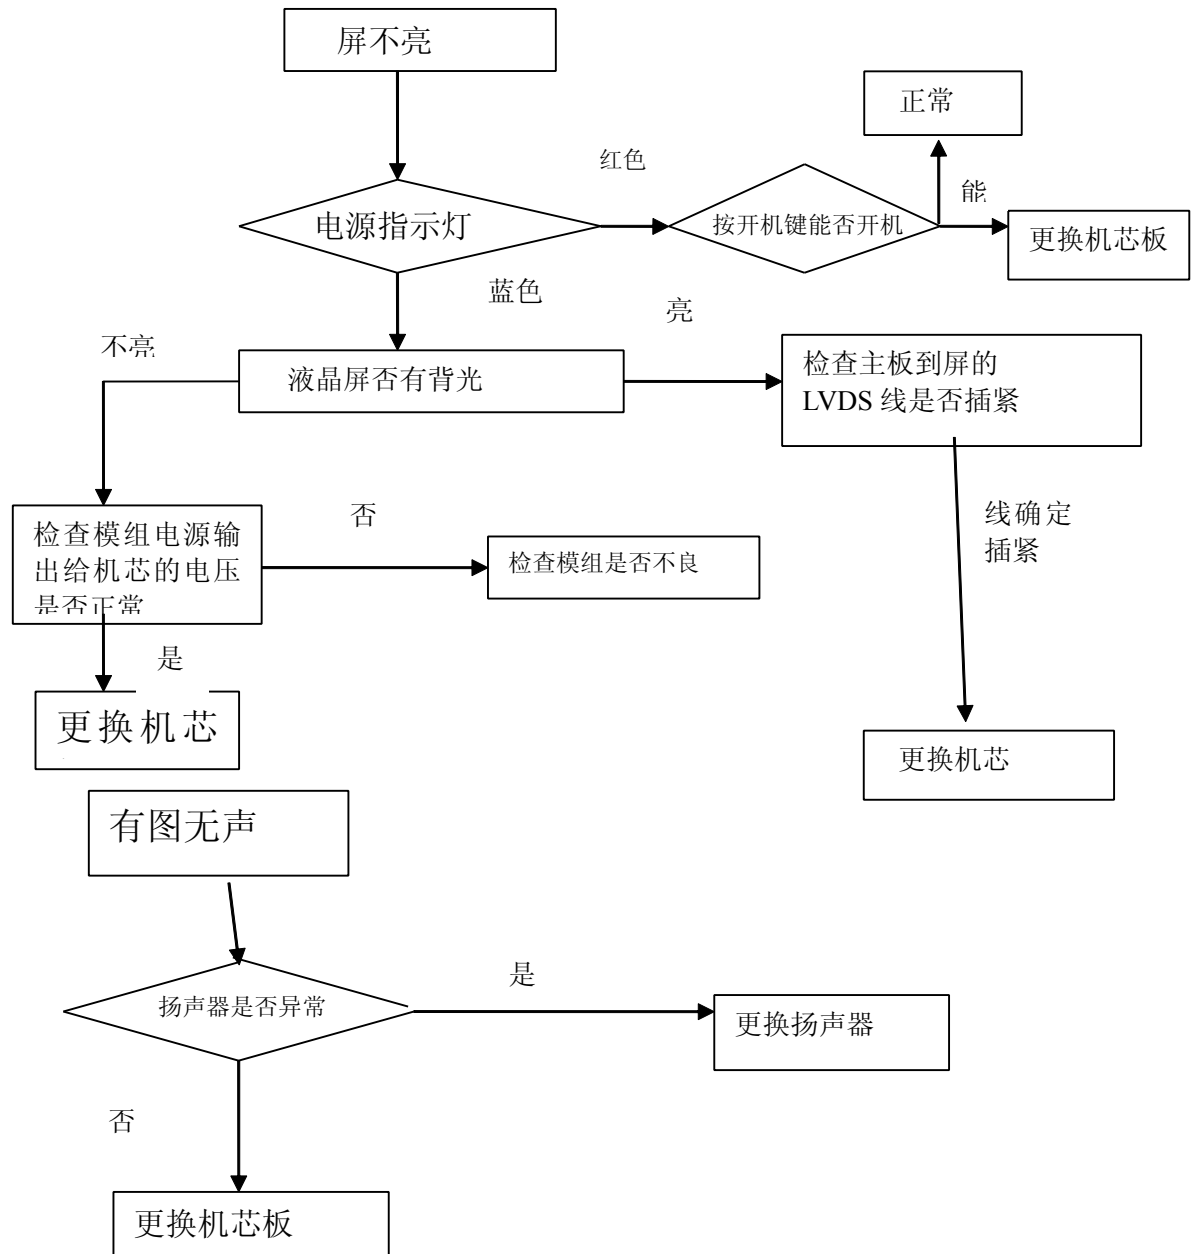 屏不亮
正常
红色
能
电源指示灯
按开机键能否开机
更换机芯板
蓝色
亮
不亮
液晶屏否有背光
检查主板到屏的
LVDS 线是否插紧
检查模组电源输
出给机芯的电压
是否正常
否
检查模组是否不良
线确定
插紧
是
更换机芯
更换机芯
有图无声
扬声器是否异常
是
更换扬声器
否
更换机芯板